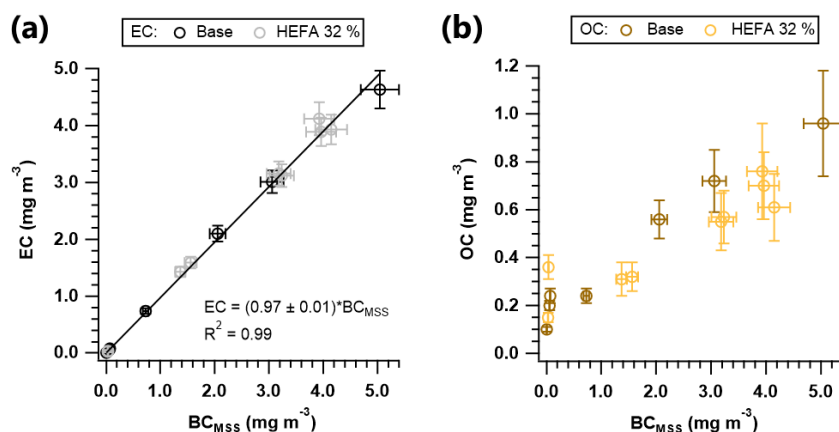 (a)
EC: Base HEFA 32 %
5.0
4.0
3.0
2.0
1.0
0.0
EC (mg m⁻³)
EC = (0.97 ± 0.01)*BC_MSS
R² = 0.99
0.0 1.0 2.0 3.0 4.0 5.0
BC_MSS (mg m⁻³)
(b)
OC: Base HEFA 32 %
1.2
1.0
0.8
0.6
0.4
0.2
0.0
OC (mg m⁻³)
0.0 1.0 2.0 3.0 4.0 5.0
BC_MSS (mg m⁻³)